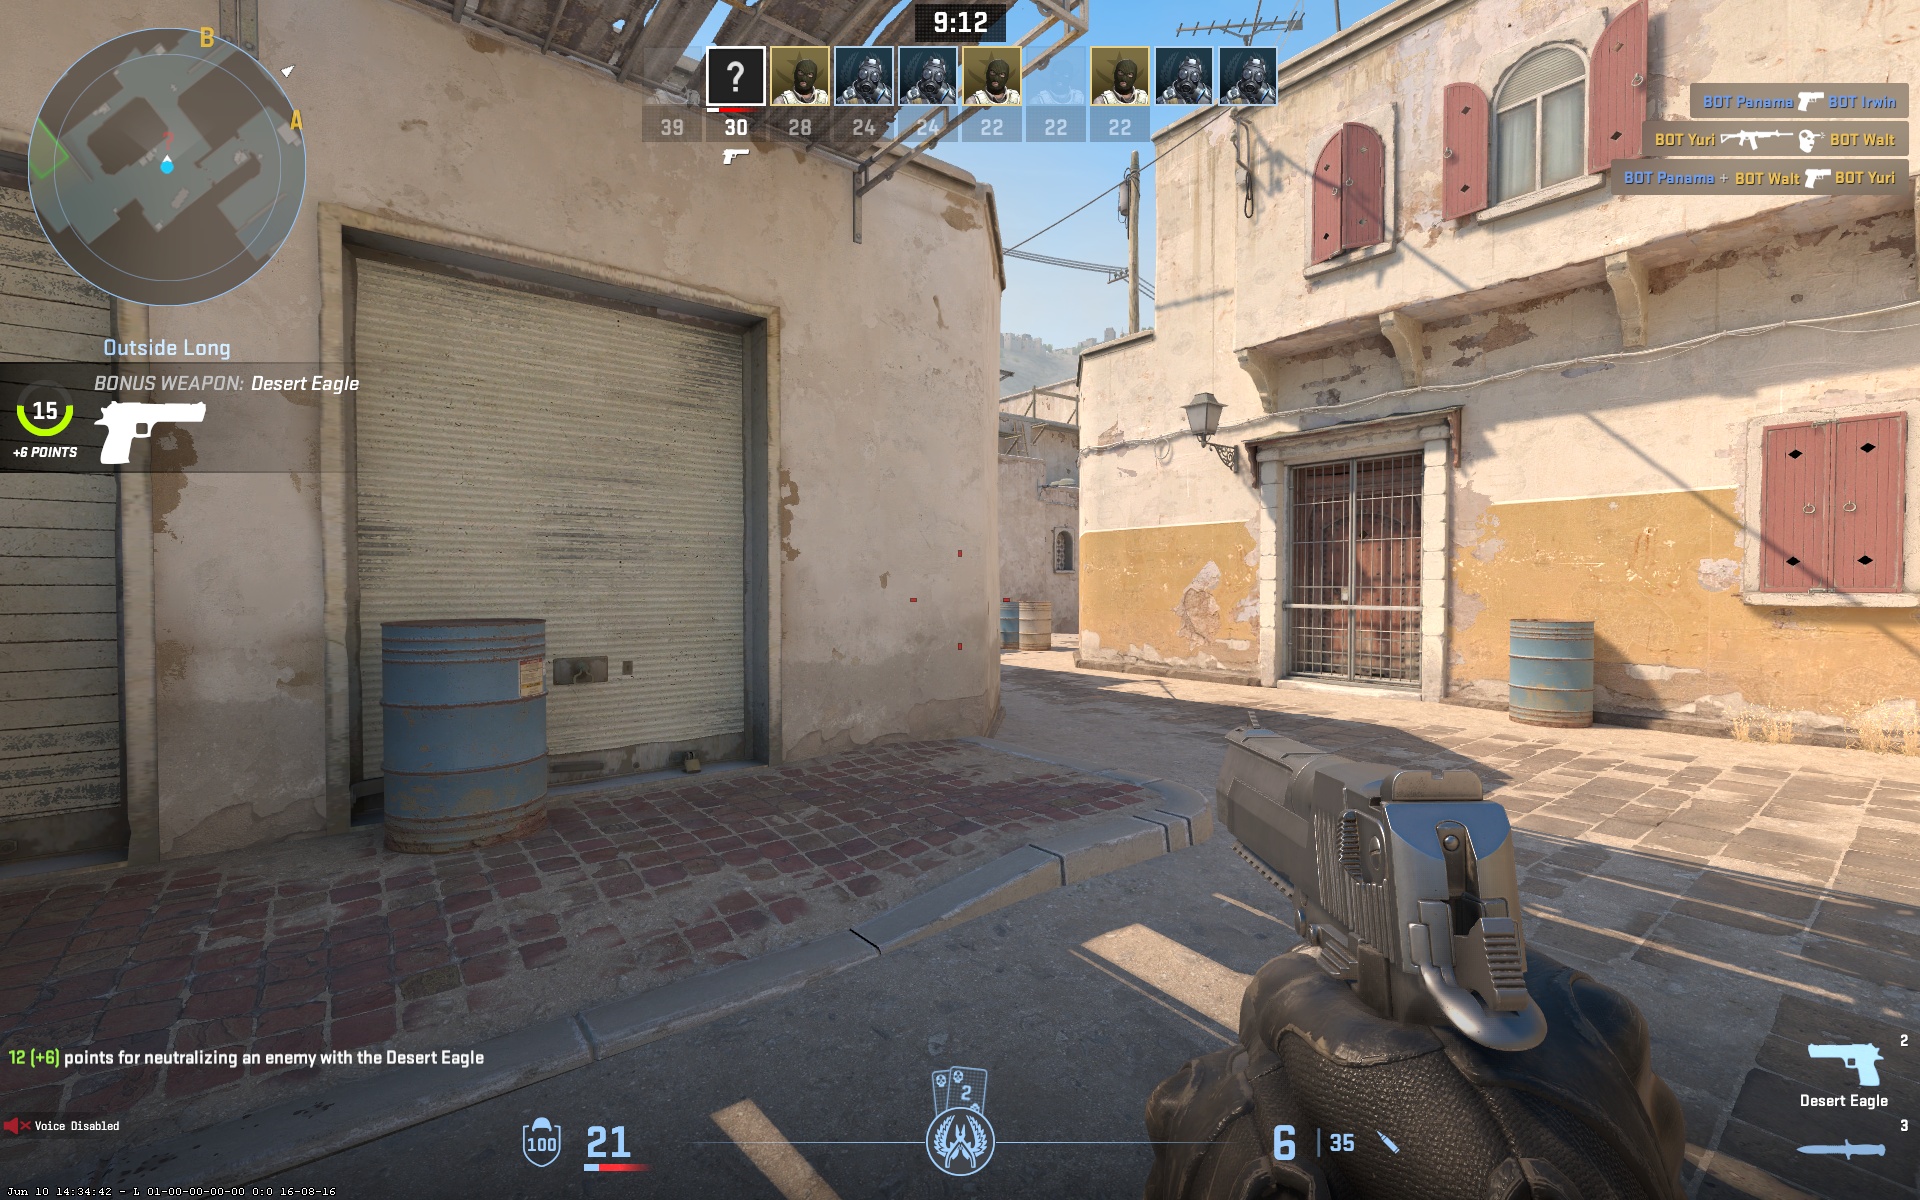 9:12
B
A
?
39 30 28 24 24 22 22 22
BOT Panama BOT Irwin
BOT Yuri BOT Walt
BOT Panama + BOT Walt BOT Yuri
Outside Long
BONUS WEAPON: Desert Eagle
15
+6 POINTS
12 (+6) points for neutralizing an enemy with the Desert Eagle
Voice Disabled
100 21
2
6 | 35
2
Desert Eagle
3
Jun 10 14:34:42 - L 01-00-00-00-00 0:0 16-08-16